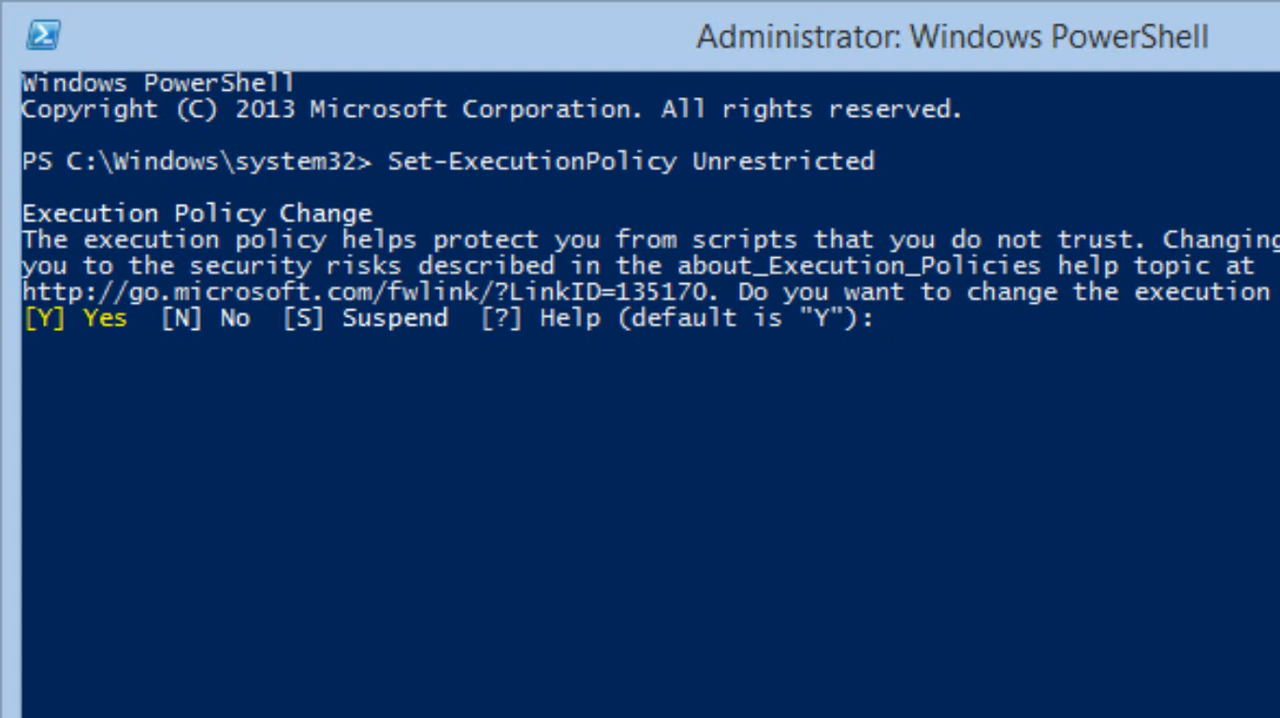 Administrator: Windows PowerShell
Windows PowerShell
Copyright (C) 2013 Microsoft Corporation. All rights reserved.
PS C:\Windows\system32> Set-ExecutionPolicy Unrestricted
Execution Policy Change
The execution policy helps protect you from scripts that you do not trust. Changing
you to the security risks described in the about_Execution_Policies help topic at
http://go.microsoft.com/fwlink/?LinkID=135170. Do you want to change the execution
[Y] Yes  [N] No  [S] Suspend  [?] Help (default is "Y"):